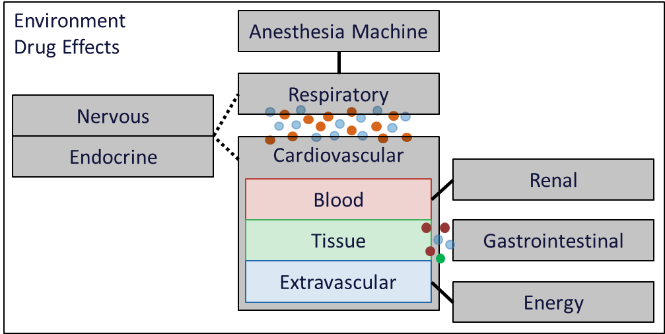 Environment
Drug Effects
Anesthesia Machine
Respiratory
Nervous
Endocrine
Cardiovascular
Blood
Tissue
Extravascular
Renal
Gastrointestinal
Energy